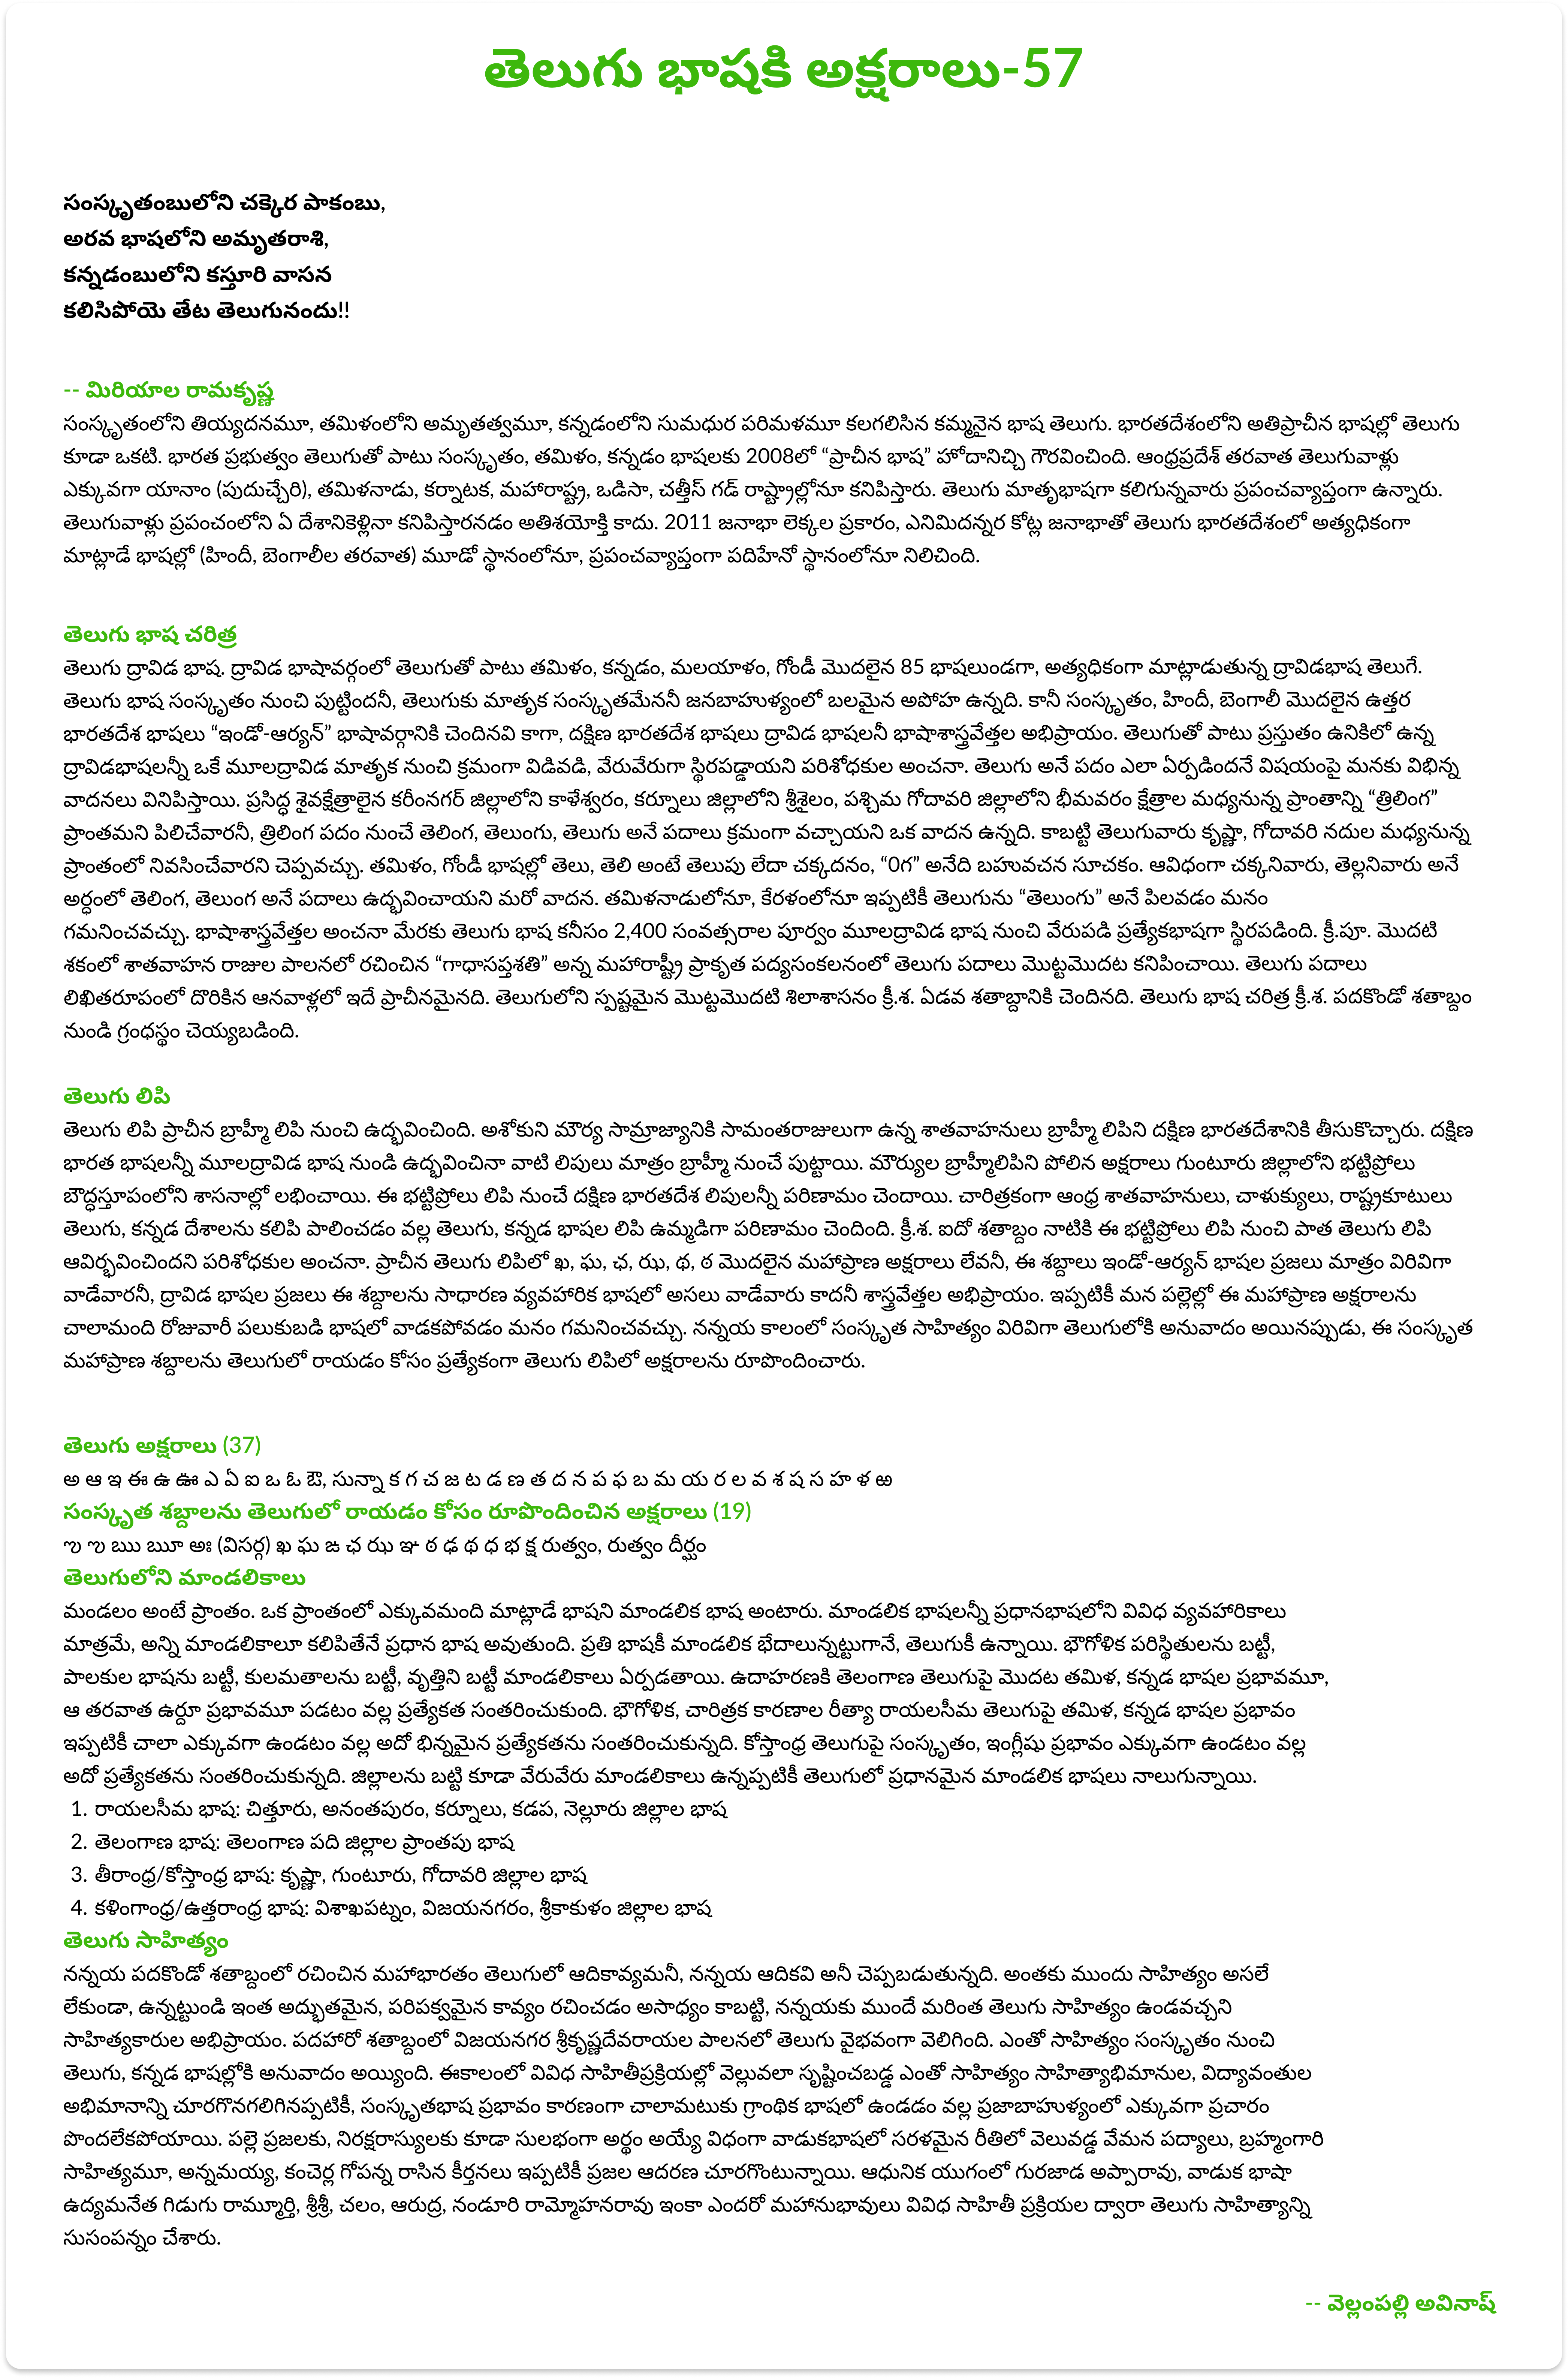 తెలుగు భాషకి అక్షరాలు-57
సంస్కృతంబులోని చక్కెర పాకంబు,
అరవ భాషలోని అమృతరాశి,
కన్నడంబులోని కస్తూరి వాసన
కలిసిపోయె తేట తెలుగునందు!!
-- మిరియాల రామకృష్ణ
సంస్కృతంలోని తియ్యదనమూ, తమిళంలోని అమృతత్వమూ, కన్నడంలోని సుమధుర పరిమళమూ కలగలిసిన కమ్మనైన భాష తెలుగు. భారతదేశంలోని అతిప్రాచీన భాషల్లో తెలుగు
కూడా ఒకటి. భారత ప్రభుత్వం తెలుగుతో పాటు సంస్కృతం, తమిళం, కన్నడం భాషలకు 2008లో “ప్రాచీన భాష” హోదానిచ్చి గౌరవించింది. ఆంధ్రప్రదేశ్ తరవాత తెలుగువాళ్లు
ఎక్కువగా యానాం (పుదుచ్చేరి), తమిళనాడు, కర్నాటక, మహారాష్ట్ర, ఒడిసా, చత్తీస్ గడ్ రాష్ట్రాల్లోనూ కనిపిస్తారు. తెలుగు మాతృభాషగా కలిగున్నవారు ప్రపంచవ్యాప్తంగా ఉన్నారు.
తెలుగువాళ్లు ప్రపంచంలోని ఏ దేశానికెళ్లినా కనిపిస్తారనడం అతిశయోక్తి కాదు. 2011 జనాభా లెక్కల ప్రకారం, ఎనిమిదన్నర కోట్ల జనాభాతో తెలుగు భారతదేశంలో అత్యధికంగా
మాట్లాడే భాషల్లో (హిందీ, బెంగాలీల తరవాత) మూడో స్థానంలోనూ, ప్రపంచవ్యాప్తంగా పదిహేనో స్థానంలోనూ నిలిచింది.
తెలుగు భాష చరిత్ర
తెలుగు ద్రావిడ భాష. ద్రావిడ భాషావర్గంలో తెలుగుతో పాటు తమిళం, కన్నడం, మలయాళం, గోండీ మొదలైన 85 భాషలుండగా, అత్యధికంగా మాట్లాడుతున్న ద్రావిడభాష తెలుగే.
తెలుగు భాష సంస్కృతం నుంచి పుట్టిందనీ, తెలుగుకు మాతృక సంస్కృతమేననీ జనబాహుళ్యంలో బలమైన అపోహ ఉన్నది. కానీ సంస్కృతం, హిందీ, బెంగాలీ మొదలైన ఉత్తర
భారతదేశ భాషలు “ఇండో-ఆర్యన్” భాషావర్గానికి చెందినవి కాగా, దక్షిణ భారతదేశ భాషలు ద్రావిడ భాషలనీ భాషాశాస్త్రవేత్తల అభిప్రాయం. తెలుగుతో పాటు ప్రస్తుతం ఉనికిలో ఉన్న
ద్రావిడభాషలన్నీ ఒకే మూలద్రావిడ మాతృక నుంచి క్రమంగా విడివడి, వేరువేరుగా స్థిరపడ్డాయని పరిశోధకుల అంచనా. తెలుగు అనే పదం ఎలా ఏర్పడిందనే విషయంపై మనకు విభిన్న
వాదనలు వినిపిస్తాయి. ప్రసిద్ధ శైవక్షేత్రాలైన కరీంనగర్ జిల్లాలోని కాళేశ్వరం, కర్నూలు జిల్లాలోని శ్రీశైలం, పశ్చిమ గోదావరి జిల్లాలోని భీమవరం క్షేత్రాల మధ్యనున్న ప్రాంతాన్ని “త్రిలింగ”
ప్రాంతమని పిలిచేవారనీ, త్రిలింగ పదం నుంచే తెలింగ, తెలుంగు, తెలుగు అనే పదాలు క్రమంగా వచ్చాయని ఒక వాదన ఉన్నది. కాబట్టి తెలుగువారు కృష్ణా, గోదావరి నదుల మధ్యనున్న
ప్రాంతంలో నివసించేవారని చెప్పవచ్చు. తమిళం, గోండీ భాషల్లో తెలు, తెలి అంటే తెలుపు లేదా చక్కదనం, “0గ” అనేది బహువచన సూచకం. ఆవిధంగా చక్కనివారు, తెల్లనివారు అనే
అర్ధంలో తెలింగ, తెలుంగ అనే పదాలు ఉద్భవించాయని మరో వాదన. తమిళనాడులోనూ, కేరళంలోనూ ఇప్పటికీ తెలుగును “తెలుంగు” అనే పిలవడం మనం
గమనించవచ్చు. భాషాశాస్త్రవేత్తల అంచనా మేరకు తెలుగు భాష కనీసం 2,400 సంవత్సరాల పూర్వం మూలద్రావిడ భాష నుంచి వేరుపడి ప్రత్యేకభాషగా స్థిరపడింది. క్రీ.పూ. మొదటి
శకంలో శాతవాహన రాజుల పాలనలో రచించిన “గాధాసప్తశతి” అన్న మహారాష్ట్రీ ప్రాకృత పద్యసంకలనంలో తెలుగు పదాలు మొట్టమొదట కనిపించాయి. తెలుగు పదాలు
లిఖితరూపంలో దొరికిన ఆనవాళ్లలో ఇదే ప్రాచీనమైనది. తెలుగులోని స్పష్టమైన మొట్టమొదటి శిలాశాసనం క్రీ.శ. ఏడవ శతాబ్దానికి చెందినది. తెలుగు భాష చరిత్ర క్రీ.శ. పదకొండో శతాబ్దం
నుండి గ్రంధస్థం చెయ్యబడింది.
తెలుగు లిపి
తెలుగు లిపి ప్రాచీన బ్రాహ్మీ లిపి నుంచి ఉద్భవించింది. అశోకుని మౌర్య సామ్రాజ్యానికి సామంతరాజులుగా ఉన్న శాతవాహనులు బ్రాహ్మీ లిపిని దక్షిణ భారతదేశానికి తీసుకొచ్చారు. దక్షిణ
భారత భాషలన్నీ మూలద్రావిడ భాష నుండి ఉద్భవించినా వాటి లిపులు మాత్రం బ్రాహ్మీ నుంచే పుట్టాయి. మౌర్యుల బ్రాహ్మీలిపిని పోలిన అక్షరాలు గుంటూరు జిల్లాలోని భట్టిప్రోలు
బౌద్ధస్తూపంలోని శాసనాల్లో లభించాయి. ఈ భట్టిప్రోలు లిపి నుంచే దక్షిణ భారతదేశ లిపులన్నీ పరిణామం చెందాయి. చారిత్రకంగా ఆంధ్ర శాతవాహనులు, చాళుక్యులు, రాష్ట్రకూటులు
తెలుగు, కన్నడ దేశాలను కలిపి పాలించడం వల్ల తెలుగు, కన్నడ భాషల లిపి ఉమ్మడిగా పరిణామం చెందింది. క్రీ.శ. ఐదో శతాబ్దం నాటికి ఈ భట్టిప్రోలు లిపి నుంచి పాత తెలుగు లిపి
ఆవిర్భవించిందని పరిశోధకుల అంచనా. ప్రాచీన తెలుగు లిపిలో ఖ, ఘ, ఛ, ఝ, థ, ఠ మొదలైన మహాప్రాణ అక్షరాలు లేవనీ, ఈ శబ్దాలు ఇండో-ఆర్యన్ భాషల ప్రజలు మాత్రం విరివిగా
వాడేవారనీ, ద్రావిడ భాషల ప్రజలు ఈ శబ్దాలను సాధారణ వ్యవహారిక భాషలో అసలు వాడేవారు కాదనీ శాస్త్రవేత్తల అభిప్రాయం. ఇప్పటికీ మన పల్లెల్లో ఈ మహాప్రాణ అక్షరాలను
చాలామంది రోజువారీ పలుకుబడి భాషలో వాడకపోవడం మనం గమనించవచ్చు. నన్నయ కాలంలో సంస్కృత సాహిత్యం విరివిగా తెలుగులోకి అనువాదం అయినప్పుడు, ఈ సంస్కృత
మహాప్రాణ శబ్దాలను తెలుగులో రాయడం కోసం ప్రత్యేకంగా తెలుగు లిపిలో అక్షరాలను రూపొందించారు.
తెలుగు అక్షరాలు (37)
అ ఆ ఇ ఈ ఉ ఊ ఎ ఏ ఐ ఒ ఓ ఔ, సున్నా క గ చ జ ట డ ణ త ద న ప ఫ బ మ య ర ల వ శ ష స హ ళ ఱ
సంస్కృత శబ్దాలను తెలుగులో రాయడం కోసం రూపొందించిన అక్షరాలు (19)
ఌ ఌ ఋ ౠ అః (విసర్గ) ఖ ఘ ఙ ఛ ఝ ఞ ఠ ఢ థ ధ భ క్ష రుత్వం, రుత్వం దీర్ఘం
తెలుగులోని మాండలికాలు
మండలం అంటే ప్రాంతం. ఒక ప్రాంతంలో ఎక్కువమంది మాట్లాడే భాషని మాండలిక భాష అంటారు. మాండలిక భాషలన్నీ ప్రధానభాషలోని వివిధ వ్యవహారికాలు
మాత్రమే, అన్ని మాండలికాలూ కలిపితేనే ప్రధాన భాష అవుతుంది. ప్రతి భాషకీ మాండలిక భేదాలున్నట్టుగానే, తెలుగుకీ ఉన్నాయి. భౌగోళిక పరిస్థితులను బట్టీ,
పాలకుల భాషను బట్టీ, కులమతాలను బట్టీ, వృత్తిని బట్టీ మాండలికాలు ఏర్పడతాయి. ఉదాహరణకి తెలంగాణ తెలుగుపై మొదట తమిళ, కన్నడ భాషల ప్రభావమూ,
ఆ తరవాత ఉర్దూ ప్రభావమూ పడటం వల్ల ప్రత్యేకత సంతరించుకుంది. భౌగోళిక, చారిత్రక కారణాల రీత్యా రాయలసీమ తెలుగుపై తమిళ, కన్నడ భాషల ప్రభావం
ఇప్పటికీ చాలా ఎక్కువగా ఉండటం వల్ల అదో భిన్నమైన ప్రత్యేకతను సంతరించుకున్నది. కోస్తాంధ్ర తెలుగుపై సంస్కృతం, ఇంగ్లీషు ప్రభావం ఎక్కువగా ఉండటం వల్ల
అదో ప్రత్యేకతను సంతరించుకున్నది. జిల్లాలను బట్టి కూడా వేరువేరు మాండలికాలు ఉన్నప్పటికీ తెలుగులో ప్రధానమైన మాండలిక భాషలు నాలుగున్నాయి.
1. రాయలసీమ భాష: చిత్తూరు, అనంతపురం, కర్నూలు, కడప, నెల్లూరు జిల్లాల భాష
2. తెలంగాణ భాష: తెలంగాణ పది జిల్లాల ప్రాంతపు భాష
3. తీరాంధ్ర/కోస్తాంధ్ర భాష: కృష్ణా, గుంటూరు, గోదావరి జిల్లాల భాష
4. కళింగాంధ్ర/ఉత్తరాంధ్ర భాష: విశాఖపట్నం, విజయనగరం, శ్రీకాకుళం జిల్లాల భాష
తెలుగు సాహిత్యం
నన్నయ పదకొండో శతాబ్దంలో రచించిన మహాభారతం తెలుగులో ఆదికావ్యమనీ, నన్నయ ఆదికవి అనీ చెప్పబడుతున్నది. అంతకు ముందు సాహిత్యం అసలే
లేకుండా, ఉన్నట్టుండి ఇంత అద్భుతమైన, పరిపక్వమైన కావ్యం రచించడం అసాధ్యం కాబట్టి, నన్నయకు ముందే మరింత తెలుగు సాహిత్యం ఉండవచ్చని
సాహిత్యకారుల అభిప్రాయం. పదహారో శతాబ్దంలో విజయనగర శ్రీకృష్ణదేవరాయల పాలనలో తెలుగు వైభవంగా వెలిగింది. ఎంతో సాహిత్యం సంస్కృతం నుంచి
తెలుగు, కన్నడ భాషల్లోకి అనువాదం అయ్యింది. ఈకాలంలో వివిధ సాహితీప్రక్రియల్లో వెల్లువలా సృష్టించబడ్డ ఎంతో సాహిత్యం సాహిత్యాభిమానుల, విద్యావంతుల
అభిమానాన్ని చూరగొనగలిగినప్పటికీ, సంస్కృతభాష ప్రభావం కారణంగా చాలామటుకు గ్రాంథిక భాషలో ఉండడం వల్ల ప్రజాబాహుళ్యంలో ఎక్కువగా ప్రచారం
పొందలేకపోయాయి. పల్లె ప్రజలకు, నిరక్షరాస్యులకు కూడా సులభంగా అర్థం అయ్యే విధంగా వాడుకభాషలో సరళమైన రీతిలో వెలువడ్డ వేమన పద్యాలు, బ్రహ్మంగారి
సాహిత్యమూ, అన్నమయ్య, కంచెర్ల గోపన్న రాసిన కీర్తనలు ఇప్పటికీ ప్రజల ఆదరణ చూరగొంటున్నాయి. ఆధునిక యుగంలో గురజాడ అప్పారావు, వాడుక భాషా
ఉద్యమనేత గిడుగు రామ్మూర్తి, శ్రీశ్రీ, చలం, ఆరుద్ర, నండూరి రామ్మోహనరావు ఇంకా ఎందరో మహానుభావులు వివిధ సాహితీ ప్రక్రియల ద్వారా తెలుగు సాహిత్యాన్ని
సుసంపన్నం చేశారు.
-- వెల్లంపల్లి అవినాష్